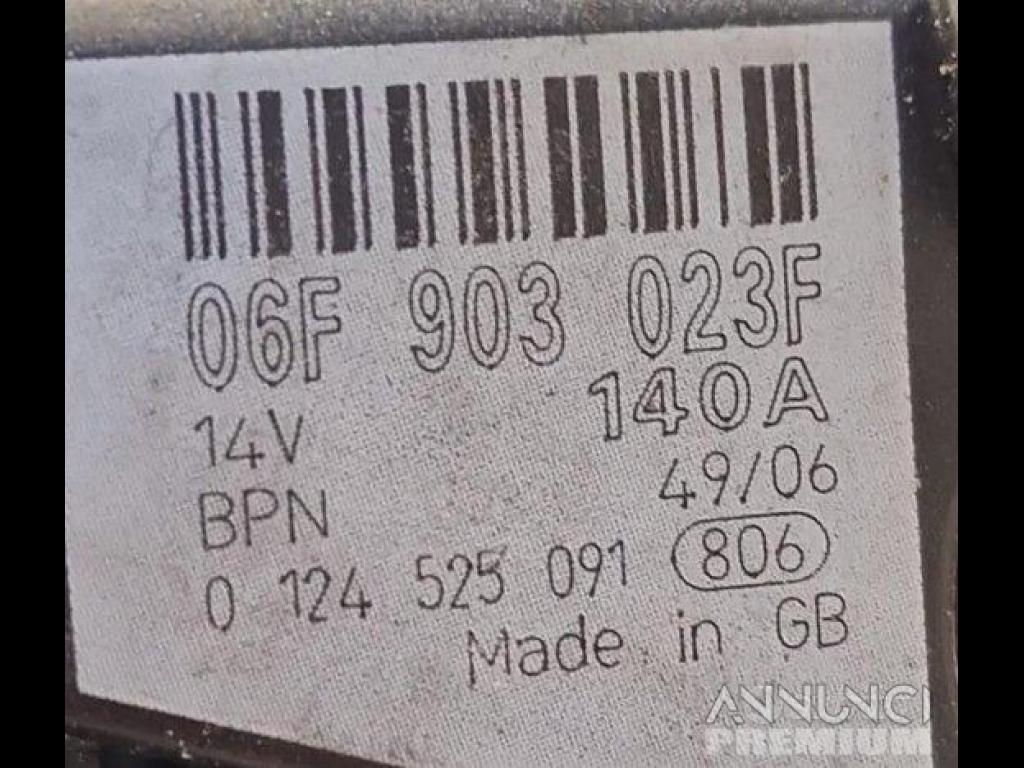 06F 903 023F
14V 140A
BPN 49/06
0 124 525 091 806
Made in GB
ANNUNCI
PREMIUM